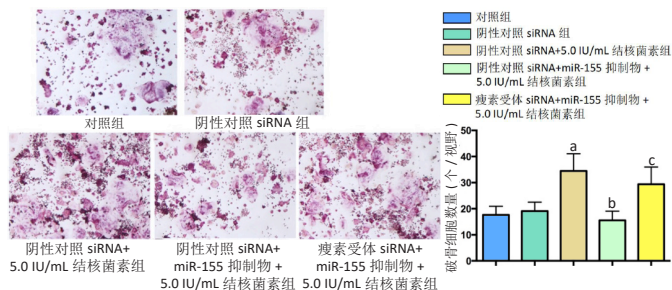 对照组
阴性对照 siRNA 组
阴性对照 siRNA+
5.0 IU/mL 结核菌素组
阴性对照 siRNA+
miR-155 抑制物 +
5.0 IU/mL 结核菌素组
瘦素受体 siRNA+
miR-155 抑制物 +
5.0 IU/mL 结核菌素组
对照组
阴性对照 siRNA 组
阴性对照 siRNA+5.0 IU/mL 结核菌素组
阴性对照 siRNA+miR-155 抑制物 +
5.0 IU/mL 结核菌素组
瘦素受体 siRNA+miR-155 抑制物 +
5.0 IU/mL 结核菌素组
破骨细胞数量 (个 / 视野)
50
40
30
20
10
0
a
b
c